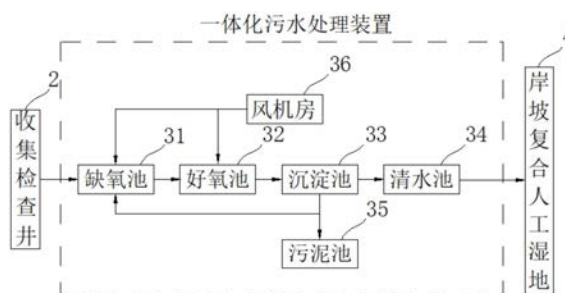 一体化污水处理装置
2
收集检查井
36
风机房
31
缺氧池
32
好氧池
33
沉淀池
34
清水池
35
污泥池
岸坡复合人工湿地